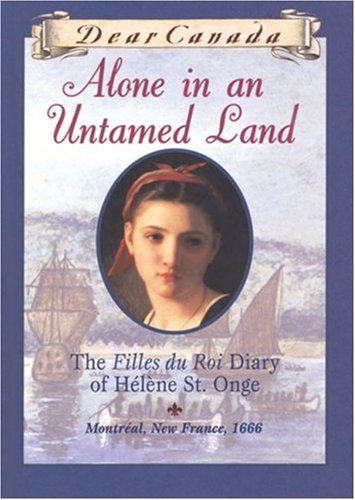 Dear Canada
Alone in an
Untamed Land
The Filles du Roi Diary
of Hélène St. Onge
Montréal, New France, 1666